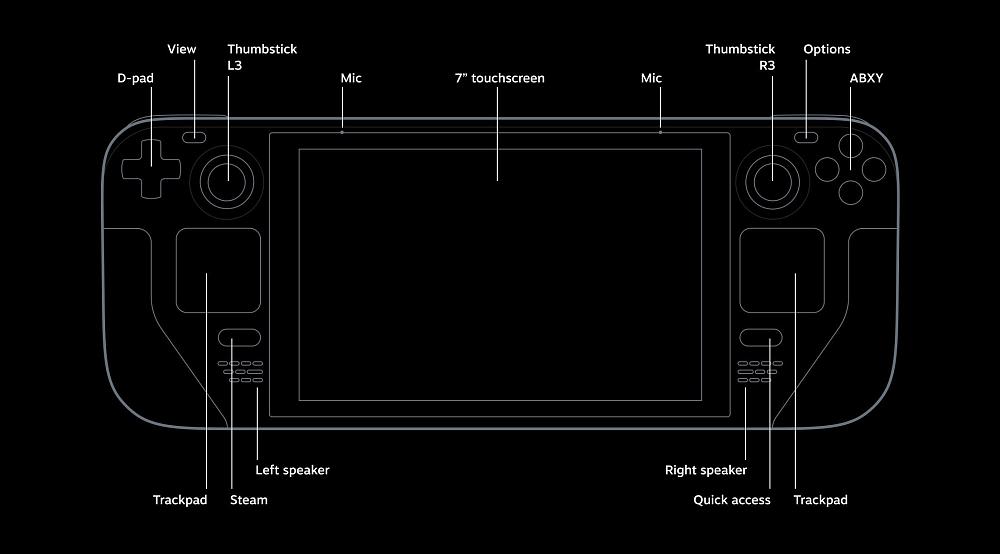 View
Thumbstick
L3
Thumbstick
R3
Options
D-pad
Mic
7” touchscreen
Mic
ABXY
Left speaker
Right speaker
Trackpad
Steam
Quick access
Trackpad